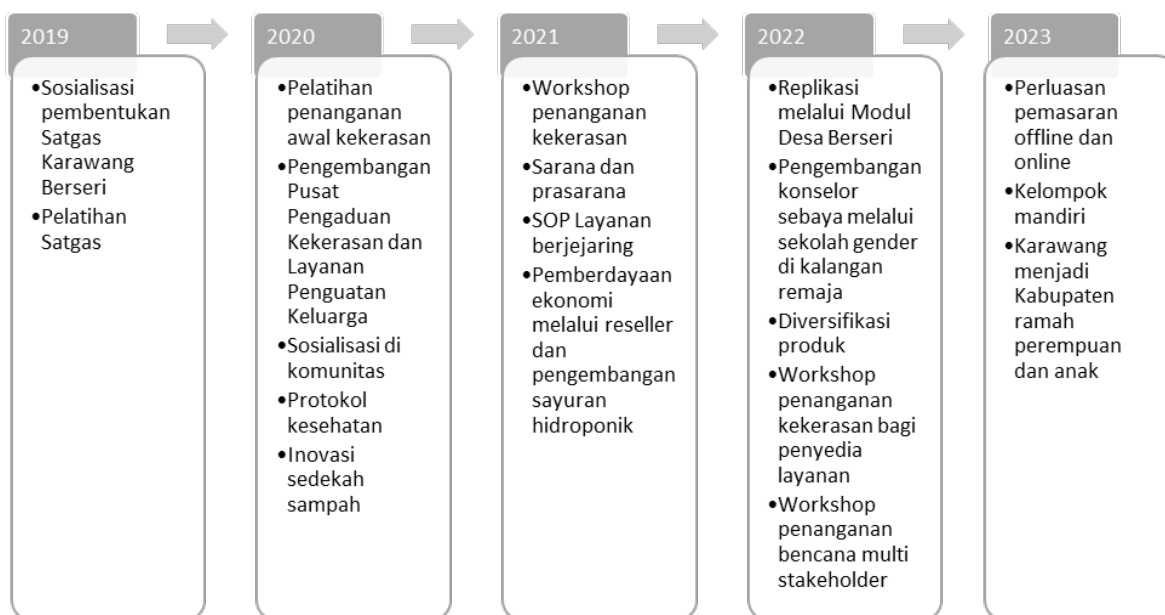 2019
•Sosialisasi
pembentukan
Satgas
Karawang
Berseri
•Pelatihan
Satgas
2020
•Pelatihan
penanganan
awal kekerasan
•Pengembangan
Pusat
Pengaduan
Kekerasan dan
Layanan
Penguatan
Keluarga
•Sosialisasi di
komunitas
•Protokol
kesehatan
•Inovasi
sedekah
sampah
2021
•Workshop
penanganan
kekerasan
•Sarana dan
prasarana
•SOP Layanan
berjejaring
•Pemberdayaan
ekonomi
melalui reseller
dan
pengembangan
sayuran
hidroponik
2022
•Replikasi
melalui Modul
Desa Berseri
•Pengembangan
konselor
sebaya melalui
sekolah gender
di kalangan
remaja
•Diversifikasi
produk
•Workshop
penanganan
kekerasan bagi
penyedia
layanan
•Workshop
penanganan
bencana multi
stakeholder
2023
•Perluasan
pemasaran
offline dan
online
•Kelompok
mandiri
•Karawang
menjadi
Kabupaten
ramah
perempuan
dan anak